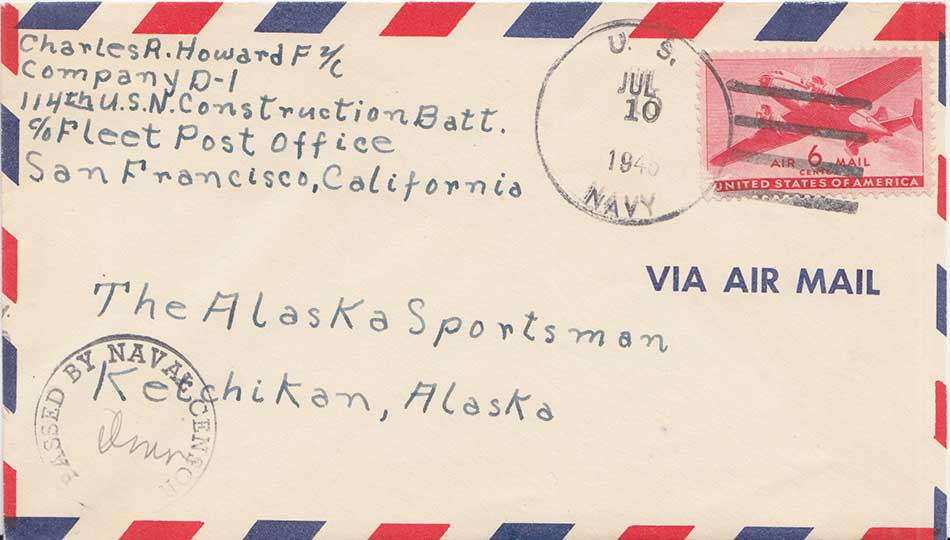 Charles R. Howard F 2/C
Company D-1
114th U.S.N. Construction Batt.
c/o Fleet Post Office
San Francisco, California
U. S.
JUL
10
NAVY
AIR 6 MAIL
CENTS
UNITED STATES OF AMERICA
VIA AIR MAIL
The Alaska Sportsman
Ketchikan, Alaska
PASSED BY NAVAL CENSOR